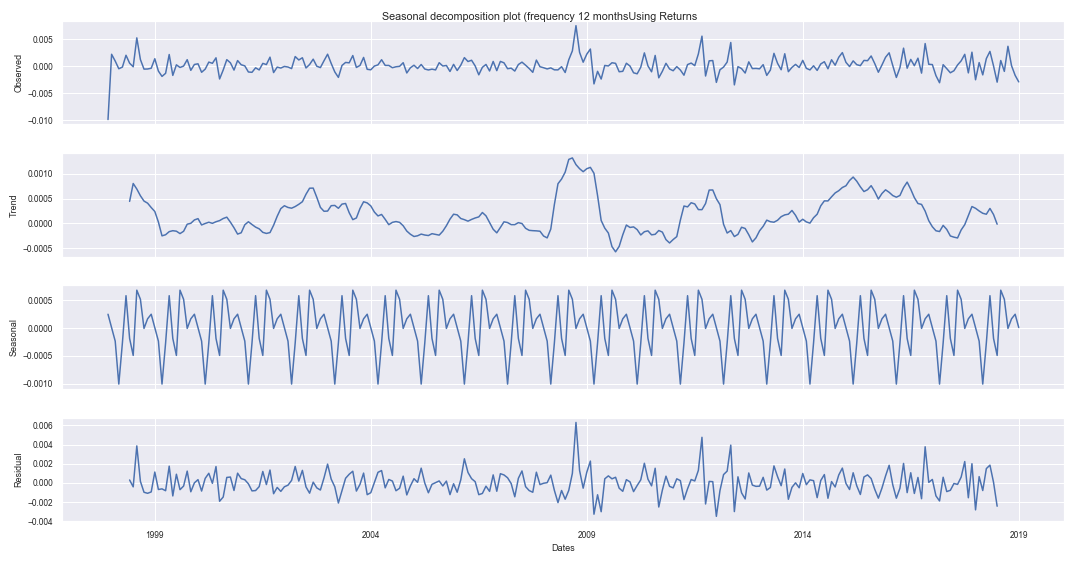 Seasonal decomposition plot (frequency 12 monthsUsing Returns
Observed
0.005
0.000
−0.005
−0.010
Trend
0.0010
0.0005
0.0000
−0.0005
Seasonal
0.0005
0.0000
−0.0005
−0.0010
Residual
0.006
0.004
0.002
0.000
−0.002
−0.004
1999 2004 2009 2014 2019
Dates